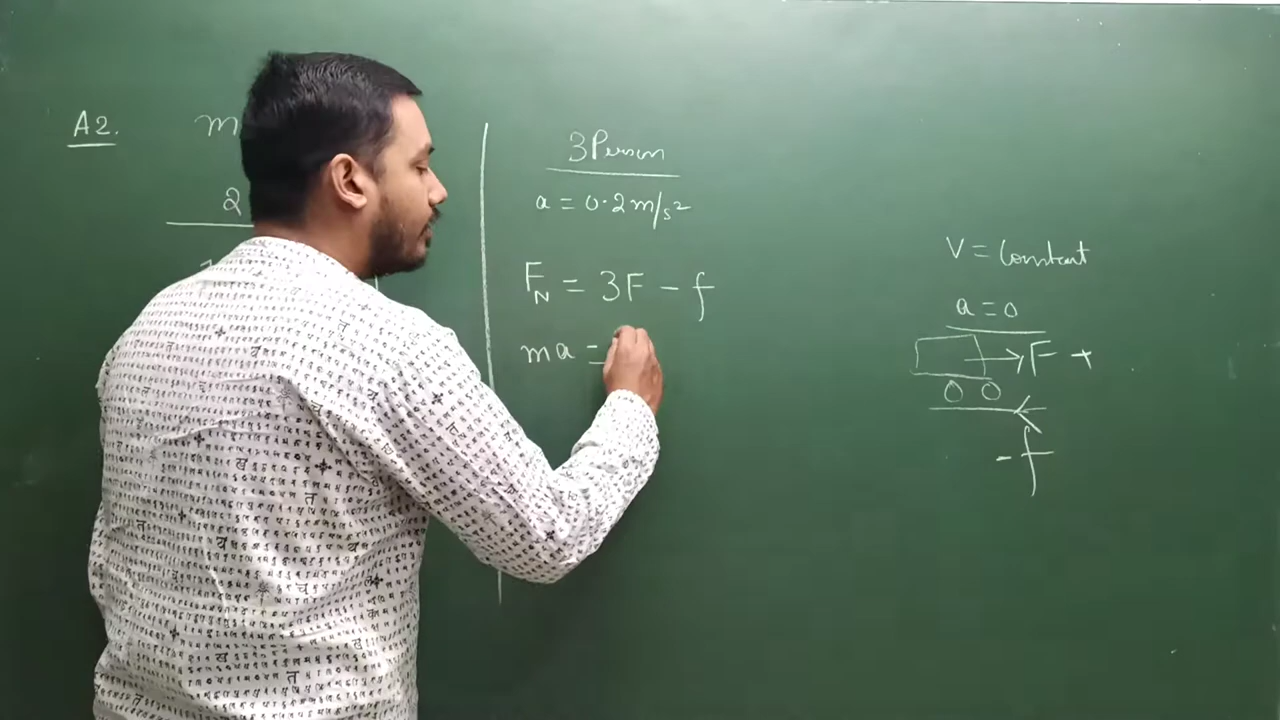 A2.
m
2
3 Person
a = 0.2 m/s²
F_N = 3F - f
ma =
V = Constant
a = 0
F +
- f